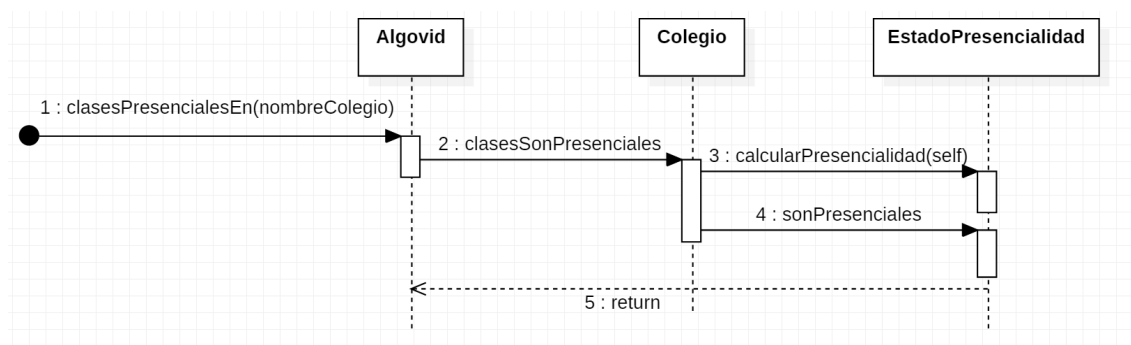 Algovid
Colegio
EstadoPresencialidad
1 : clasesPresencialesEn(nombreColegio)
2 : clasesSonPresenciales
3 : calcularPresencialidad(self)
4 : sonPresenciales
5 : return